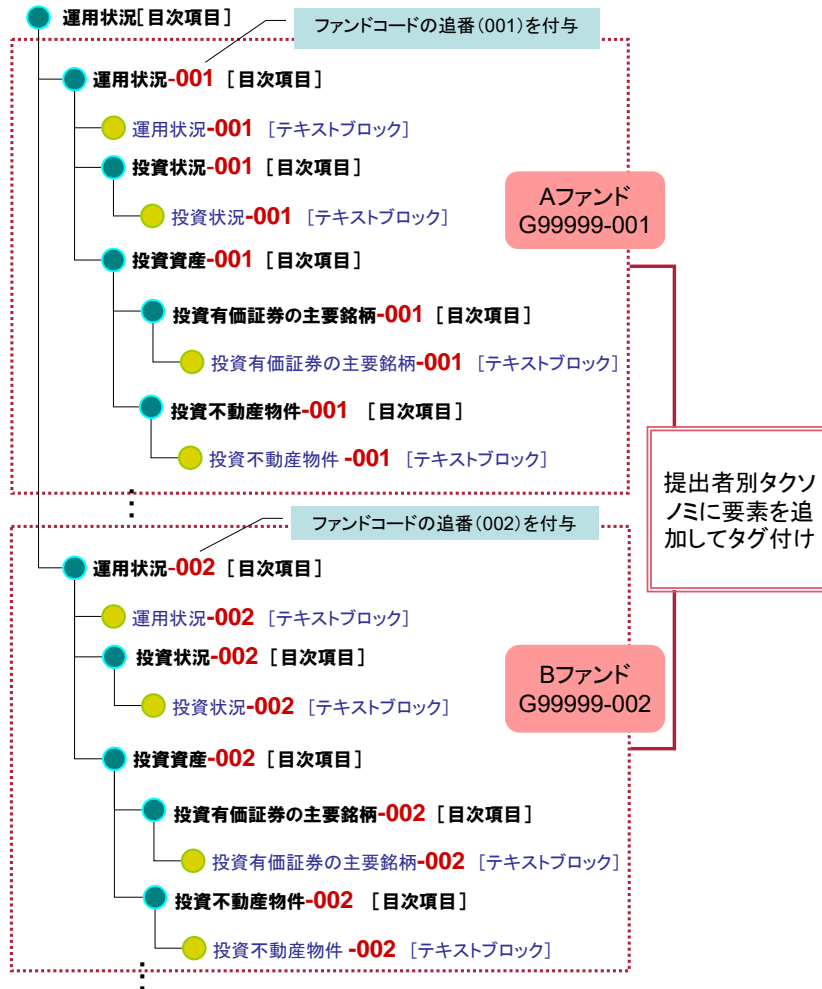 運用状況[目次項目]
ファンドコードの追番(001)を付与
運用状況-001 [目次項目]
運用状況-001 [テキストブロック]
投資状況-001 [目次項目]
投資状況-001 [テキストブロック]
Aファンド
G99999-001
投資資産-001 [目次項目]
投資有価証券の主要銘柄-001 [目次項目]
投資有価証券の主要銘柄-001 [テキストブロック]
投資不動産物件-001 [目次項目]
投資不動産物件 -001 [テキストブロック]
提出者別タクソ
ノミに要素を追
加してタグ付け
ファンドコードの追番(002)を付与
運用状況-002 [目次項目]
運用状況-002 [テキストブロック]
投資状況-002 [目次項目]
投資状況-002 [テキストブロック]
Bファンド
G99999-002
投資資産-002 [目次項目]
投資有価証券の主要銘柄-002 [目次項目]
投資有価証券の主要銘柄-002 [テキストブロック]
投資不動産物件-002 [目次項目]
投資不動産物件 -002 [テキストブロック]